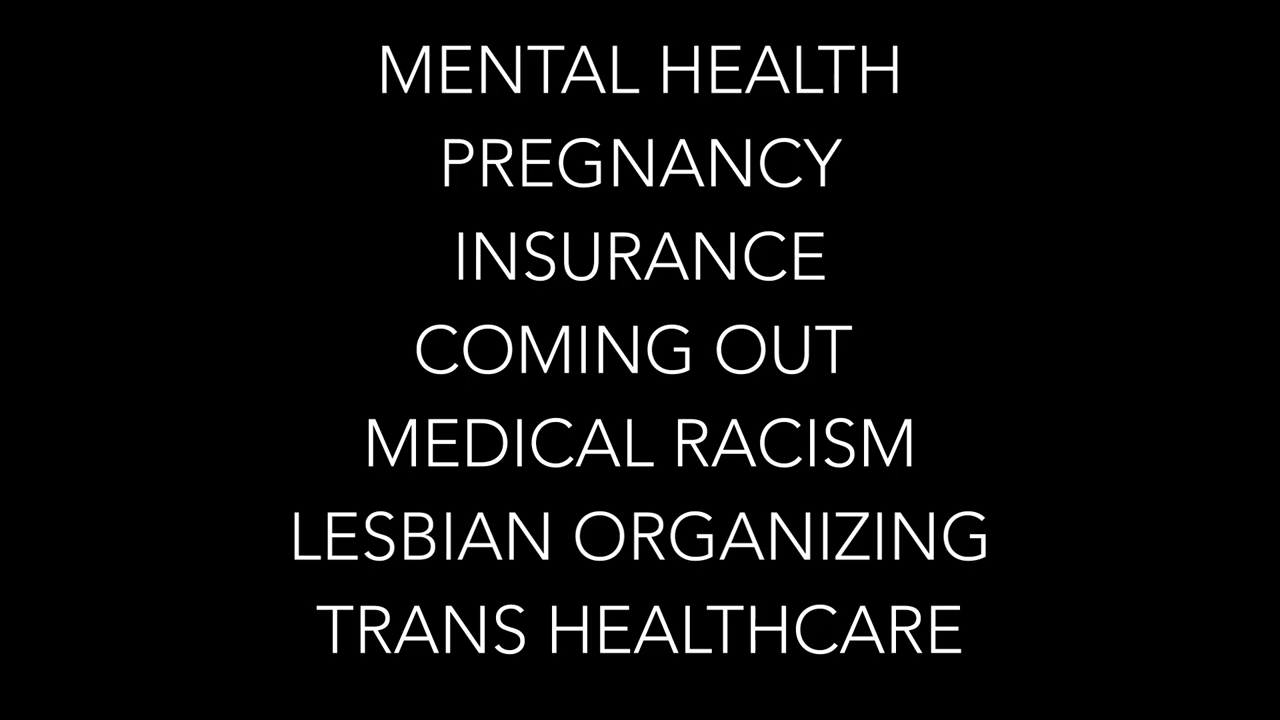 MENTAL HEALTH
PREGNANCY
INSURANCE
COMING OUT
MEDICAL RACISM
LESBIAN ORGANIZING
TRANS HEALTHCARE